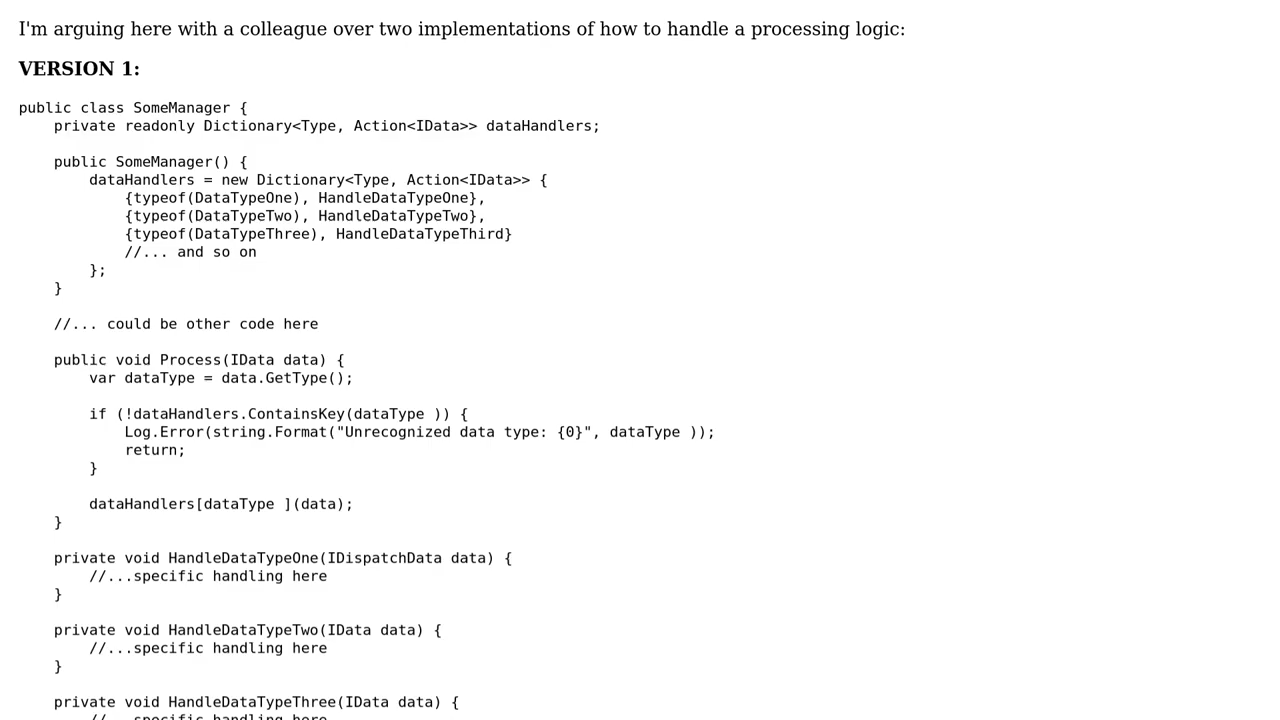 I'm arguing here with a colleague over two implementations of how to handle a processing logic:
VERSION 1:
public class SomeManager {
    private readonly Dictionary<Type, Action<IData>> dataHandlers;

    public SomeManager() {
        dataHandlers = new Dictionary<Type, Action<IData>> {
            {typeof(DataTypeOne), HandleDataTypeOne},
            {typeof(DataTypeTwo), HandleDataTypeTwo},
            {typeof(DataTypeThree), HandleDataTypeThird}
            //... and so on
        };
    }

    //... could be other code here

    public void Process(IData data) {
        var dataType = data.GetType();

        if (!dataHandlers.ContainsKey(dataType )) {
            Log.Error(string.Format("Unrecognized data type: {0}", dataType ));
            return;
        }

        dataHandlers[dataType ](data);
    }

    private void HandleDataTypeOne(IDispatchData data) {
        //...specific handling here
    }

    private void HandleDataTypeTwo(IData data) {
        //...specific handling here
    }

    private void HandleDataTypeThree(IData data) {
        //...specific handling here